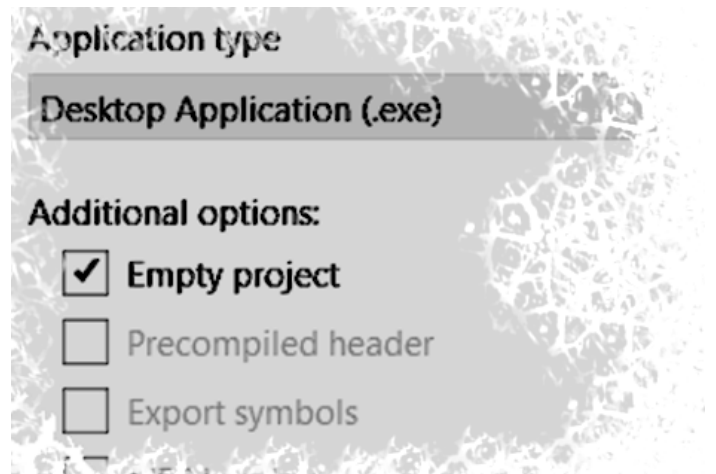 Application type
Desktop Application (.exe)
Additional options:
Empty project
Precompiled header
Export symbols